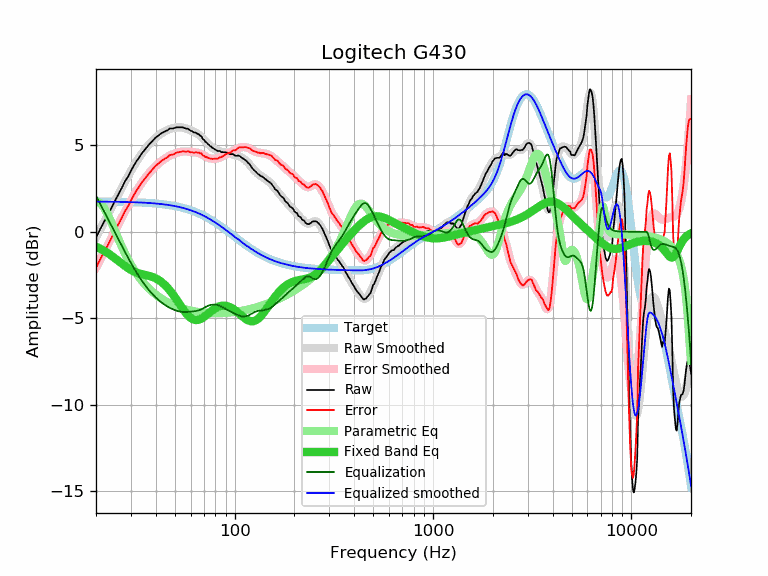 Logitech G430
Amplitude (dBr)
5
0
−5
−10
−15
Target
Raw Smoothed
Error Smoothed
Raw
Error
Parametric Eq
Fixed Band Eq
Equalization
Equalized smoothed
100
1000
10000
Frequency (Hz)